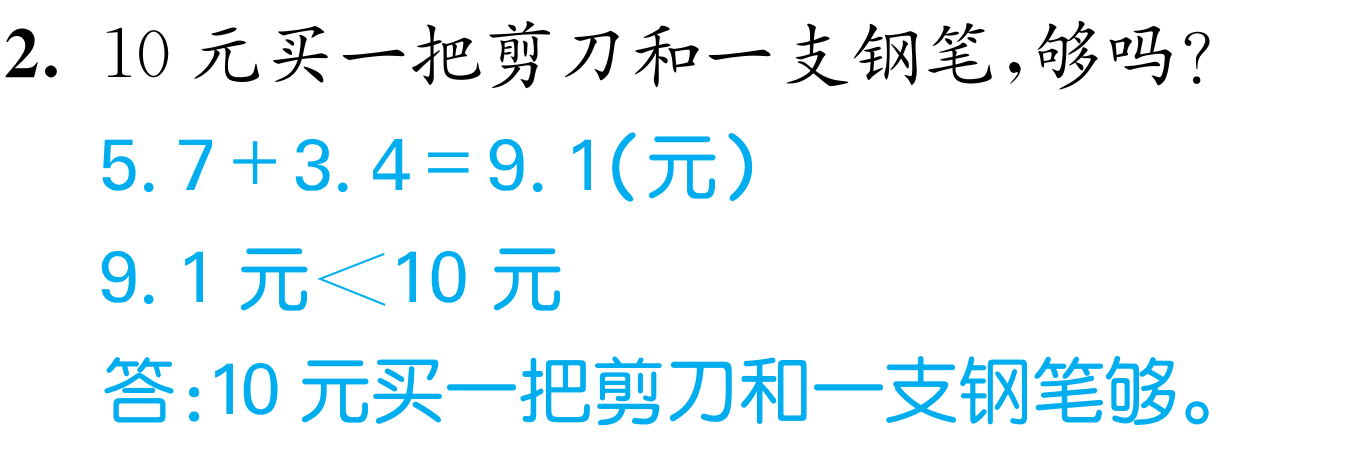 2. 10 元买一把剪刀和一支钢笔,够吗?
5.7+3.4=9.1(元)
9.1 元<10 元
答:10 元买一把剪刀和一支钢笔够。